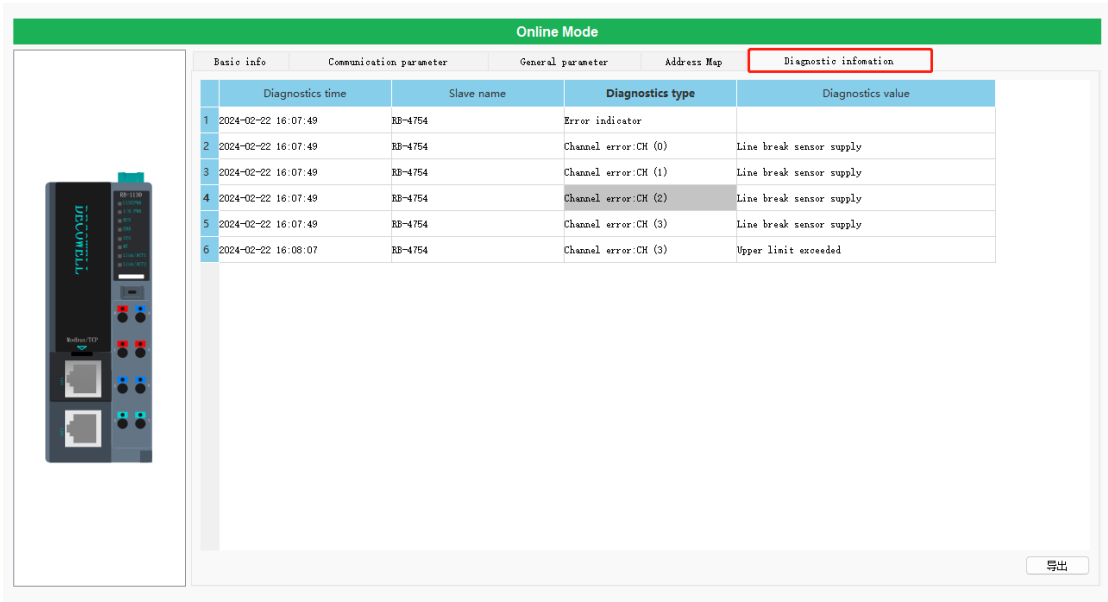 Online Mode
Basic info Communication parameter General parameter Address Map Diagnostic infomation
Diagnostics time Slave name Diagnostics type Diagnostics value
1 2024-02-22 16:07:49 RB-4754 Error indicator
2 2024-02-22 16:07:49 RB-4754 Channel error:CH (0) Line break sensor supply
3 2024-02-22 16:07:49 RB-4754 Channel error:CH (1) Line break sensor supply
4 2024-02-22 16:07:49 RB-4754 Channel error:CH (2) Line break sensor supply
5 2024-02-22 16:07:49 RB-4754 Channel error:CH (3) Line break sensor supply
6 2024-02-22 16:08:07 RB-4754 Channel error:CH (3) Upper limit exceeded
DECOWELL
Modbus/TCP
导出